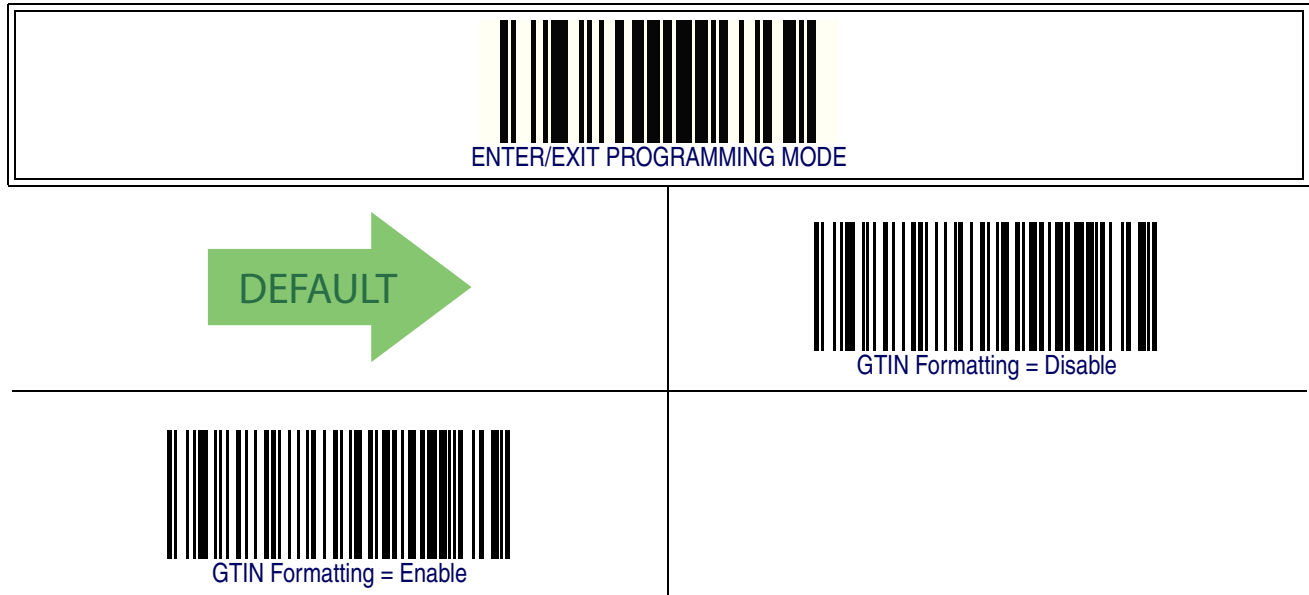 ENTER/EXIT PROGRAMMING MODE
DEFAULT
GTIN Formatting = Disable
GTIN Formatting = Enable